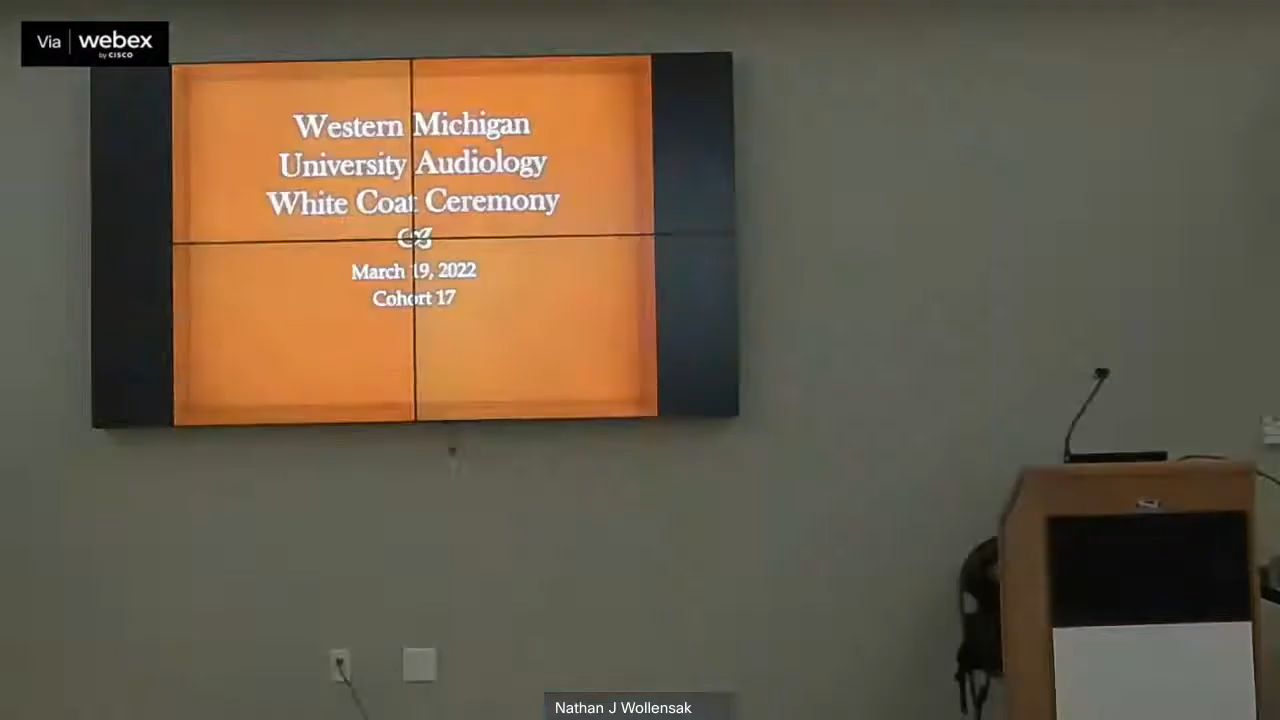 Via webex
by CISCO
Western Michigan
University Audiology
White Coat Ceremony
March 19, 2022
Cohort 17
Nathan J Wollensak